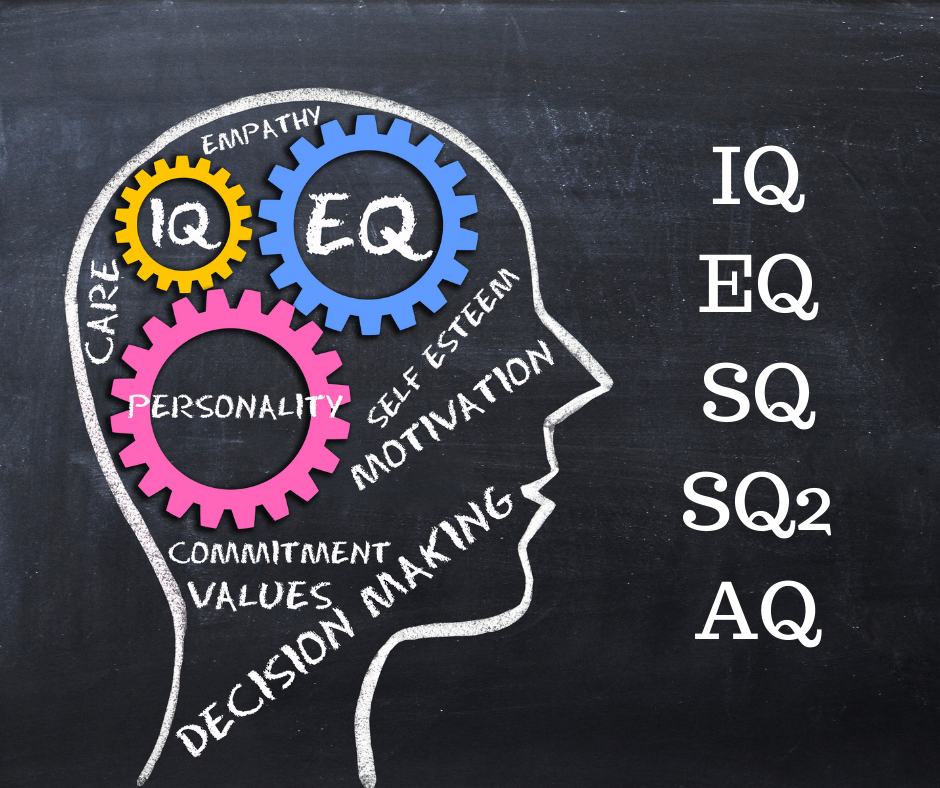 EMPATHY
IQ
EQ
CARE
PERSONALITY
SELF ESTEEM
MOTIVATION
COMMITMENT
VALUES
DECISION MAKING
IQ
EQ
SQ
SQ2
AQ